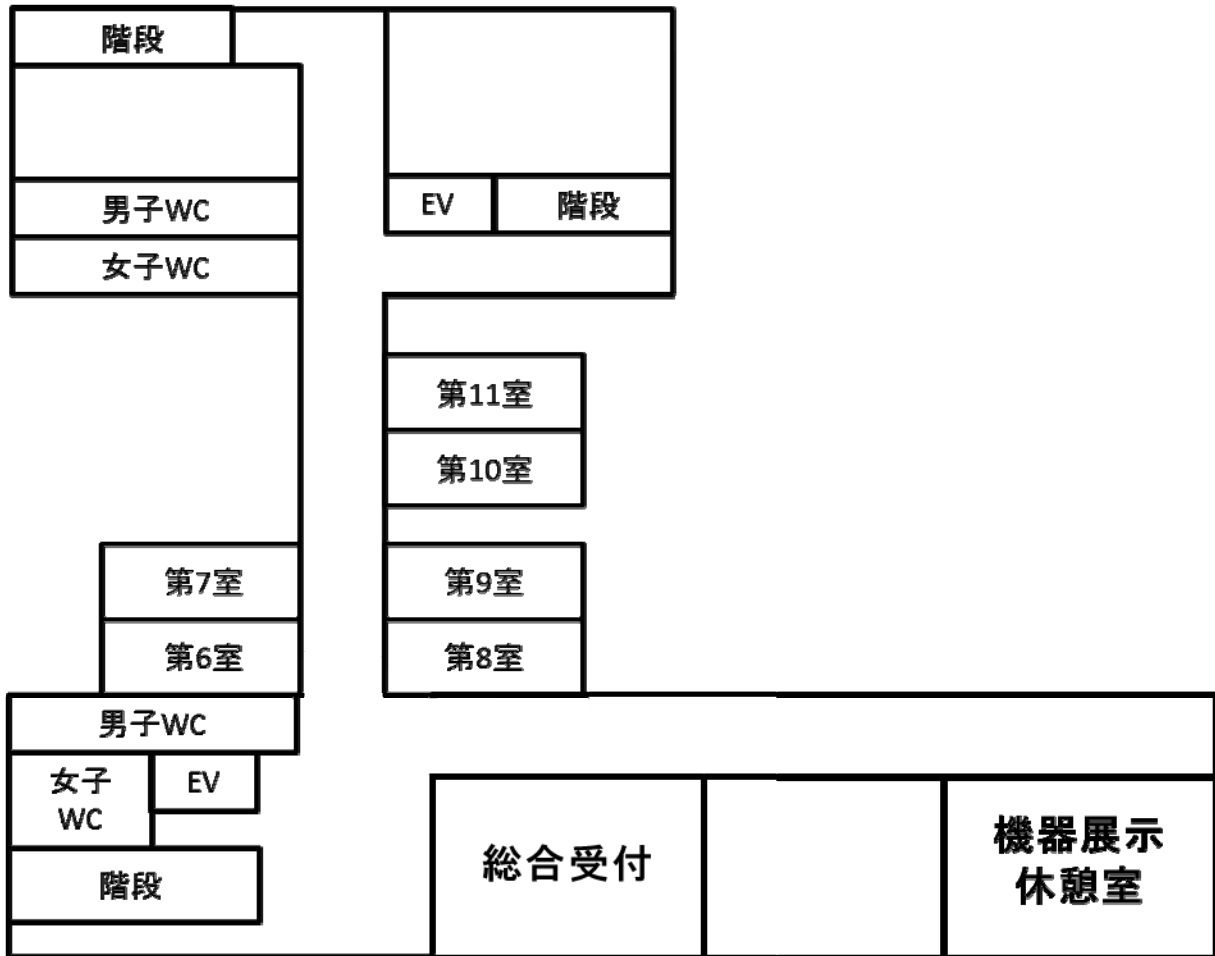 階段
男子WC
女子WC
EV
階段
第11室
第10室
第7室
第9室
第6室
第8室
男子WC
女子
WC
EV
階段
総合受付
機器展示
休憩室